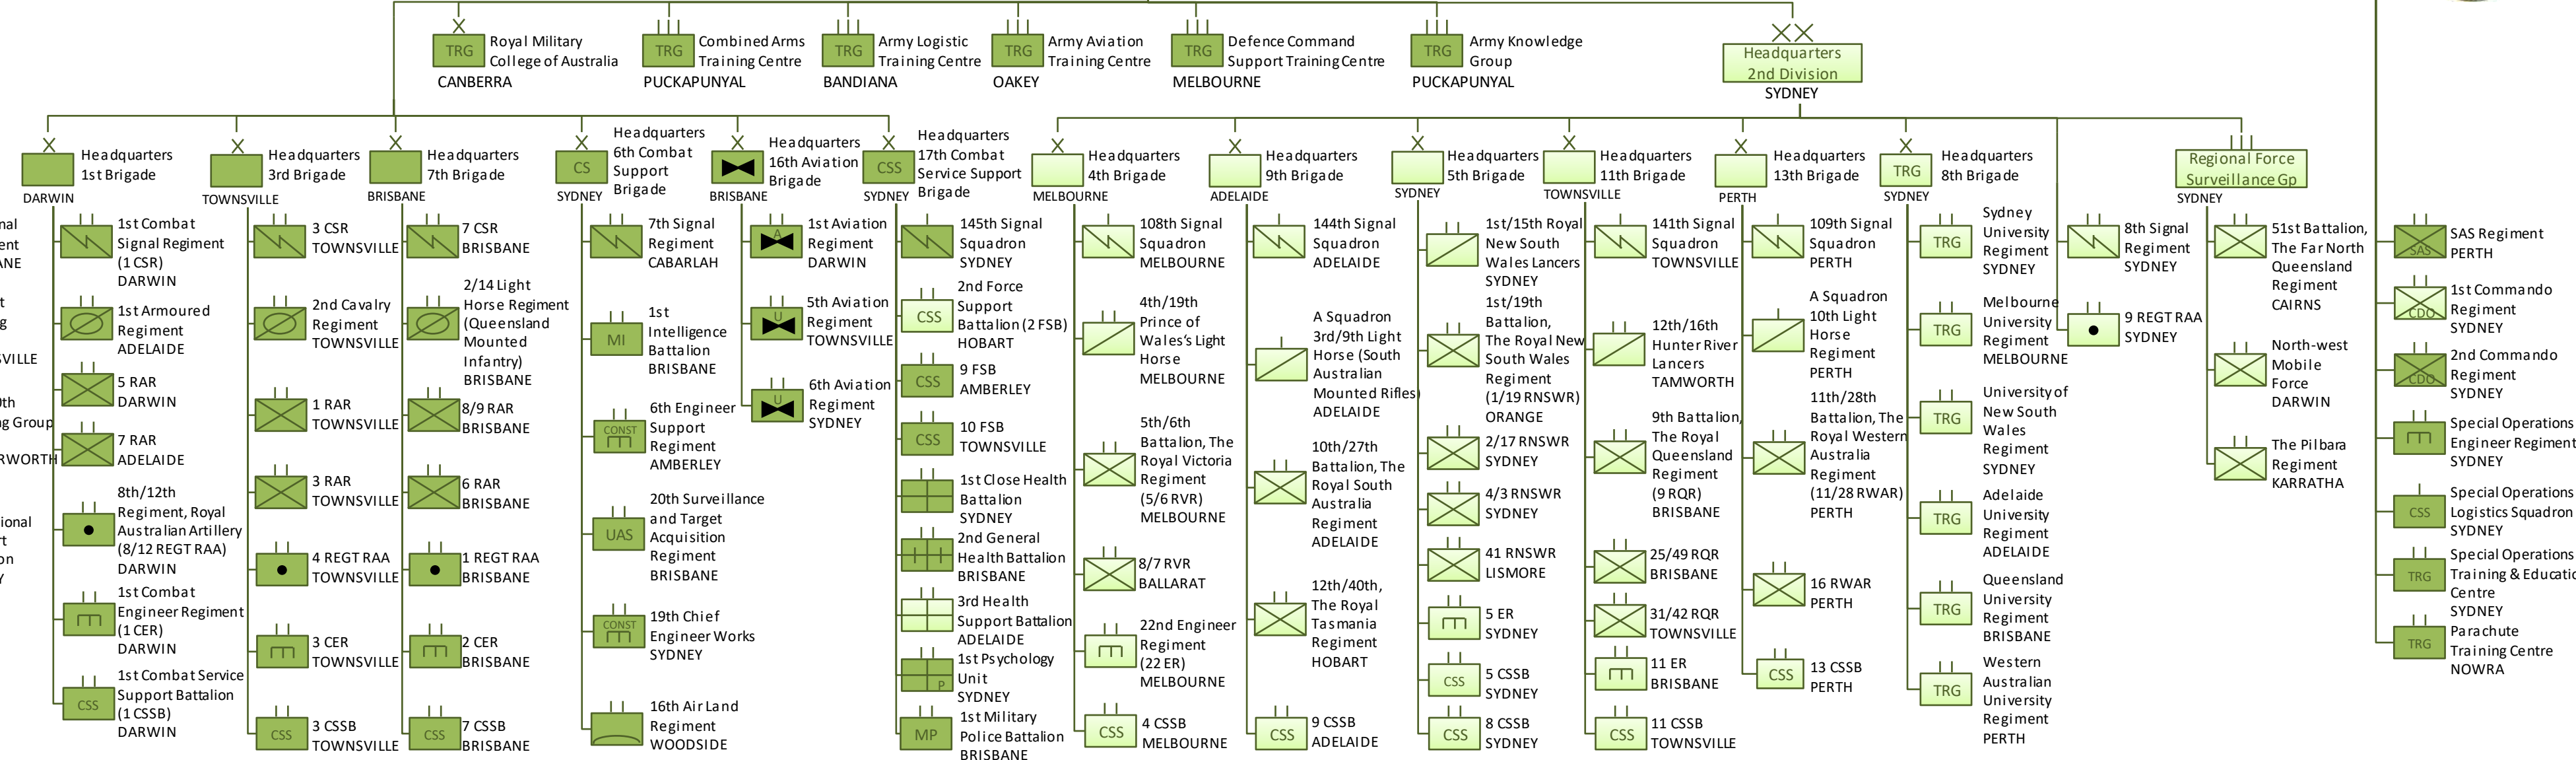 TRG
Royal Military
College of Australia
CANBERRA
TRG
Combined Arms
Training Centre
PUCKAPUNYAL
TRG
Army Logistic
Training Centre
BANDIANA
TRG
Army Aviation
Training Centre
OAKEY
TRG
Defence Command
Support Training Centre
MELBOURNE
TRG
Army Knowledge
Group
PUCKAPUNYAL
Headquarters
2nd Division
SYDNEY
Headquarters
1st Brigade
DARWIN
1st Combat
Signal Regiment
(1 CSR)
DARWIN
1st Armoured
Regiment
ADELAIDE
5 RAR
DARWIN
7 RAR
ADELAIDE
8th/12th
Regiment, Royal
Australian Artillery
(8/12 REGT RAA)
DARWIN
1st Combat
Engineer Regiment
(1 CER)
DARWIN
CSS
1st Combat Service
Support Battalion
(1 CSSB)
DARWIN
Headquarters
3rd Brigade
TOWNSVILLE
3 CSR
TOWNSVILLE
2nd Cavalry
Regiment
TOWNSVILLE
1 RAR
TOWNSVILLE
3 RAR
TOWNSVILLE
4 REGT RAA
TOWNSVILLE
3 CER
TOWNSVILLE
CSS
3 CSSB
TOWNSVILLE
Headquarters
7th Brigade
BRISBANE
7 CSR
BRISBANE
2/14 Light
Horse Regiment
(Queensland
Mounted
Infantry)
BRISBANE
8/9 RAR
BRISBANE
6 RAR
BRISBANE
1 REGT RAA
BRISBANE
2 CER
BRISBANE
CSS
7 CSSB
BRISBANE
CS
Headquarters
6th Combat
Support
Brigade
SYDNEY
7th Signal
Regiment
CABARLAH
MI
1st
Intelligence
Battalion
BRISBANE
CONST
6th Engineer
Support
Regiment
AMBERLEY
UAS
20th Surveillance
and Target
Acquisition
Regiment
BRISBANE
CONST
19th Chief
Engineer Works
SYDNEY
16th Air Land
Regiment
WOODSIDE
Headquarters
16th Aviation
Brigade
BRISBANE
A
1st Aviation
Regiment
DARWIN
U
5th Aviation
Regiment
TOWNSVILLE
U
6th Aviation
Regiment
SYDNEY
CSS
Headquarters
17th Combat
Service Support
Brigade
SYDNEY
145th Signal
Squadron
SYDNEY
CSS
2nd Force
Support
Battalion (2 FSB)
HOBART
CSS
9 FSB
AMBERLEY
CSS
10 FSB
TOWNSVILLE
1st Close Health
Battalion
SYDNEY
2nd General
Health Battalion
BRISBANE
3rd Health
Support Battalion
ADELAIDE
P
1st Psychology
Unit
SYDNEY
MP
1st Military
Police Battalion
BRISBANE
Headquarters
4th Brigade
MELBOURNE
108th Signal
Squadron
MELBOURNE
4th/19th
Prince of
Wales's Light
Horse
MELBOURNE
5th/6th
Battalion, The
Royal Victoria
Regiment
(5/6 RVR)
MELBOURNE
8/7 RVR
BALLARAT
22nd Engineer
Regiment
(22 ER)
MELBOURNE
CSS
4 CSSB
MELBOURNE
Headquarters
9th Brigade
ADELAIDE
144th Signal
Squadron
ADELAIDE
A Squadron
3rd/9th Light
Horse (South
Australian
Mounted Rifles)
ADELAIDE
10th/27th
Battalion, The
Royal South
Australia
Regiment
ADELAIDE
12th/40th,
The Royal
Tasmania
Regiment
HOBART
CSS
9 CSSB
ADELAIDE
Headquarters
5th Brigade
SYDNEY
1st/15th Royal
New South
Wales Lancers
SYDNEY
1st/19th
Battalion,
The Royal New
South Wales
Regiment
(1/19 RNSWR)
ORANGE
2/17 RNSWR
SYDNEY
4/3 RNSWR
SYDNEY
41 RNSWR
LISMORE
5 ER
SYDNEY
CSS
5 CSSB
SYDNEY
CSS
8 CSSB
SYDNEY
Headquarters
11th Brigade
TOWNSVILLE
141th Signal
Squadron
TOWNSVILLE
12th/16th
Hunter River
Lancers
TAMWORTH
9th Battalion,
The Royal
Queensland
Regiment
(9 RQR)
BRISBANE
25/49 RQR
BRISBANE
31/42 RQR
TOWNSVILLE
11 ER
BRISBANE
CSS
11 CSSB
TOWNSVILLE
Headquarters
13th Brigade
PERTH
109th Signal
Squadron
PERTH
A Squadron
10th Light
Horse
Regiment
PERTH
11th/28th
Battalion, The
Royal Western
Australia
Regiment
(11/28 RWAR)
PERTH
16 RWAR
PERTH
CSS
13 CSSB
PERTH
TRG
Headquarters
8th Brigade
SYDNEY
TRG
Sydney
University
Regiment
SYDNEY
TRG
Melbourne
University
Regiment
MELBOURNE
TRG
University of
New South
Wales
Regiment
SYDNEY
TRG
Adelaide
University
Regiment
ADELAIDE
TRG
Queensland
University
Regiment
BRISBANE
TRG
Western
Australian
University
Regiment
PERTH
8th Signal
Regiment
SYDNEY
9 REGT RAA
SYDNEY
Regional Force
Surveillance Gp
SYDNEY
51st Battalion,
The Far North
Queensland
Regiment
CAIRNS
North-west
Mobile
Force
DARWIN
The Pilbara
Regiment
KARRATHA
SAS
SAS Regiment
PERTH
CDO
1st Commando
Regiment
SYDNEY
CDO
2nd Commando
Regiment
SYDNEY
Special Operations
Engineer Regiment
SYDNEY
CSS
Special Operations
Logistics Squadron
SYDNEY
TRG
Special Operations
Training & Educatio
Centre
SYDNEY
TRG
Parachute
Training Centre
NOWRA